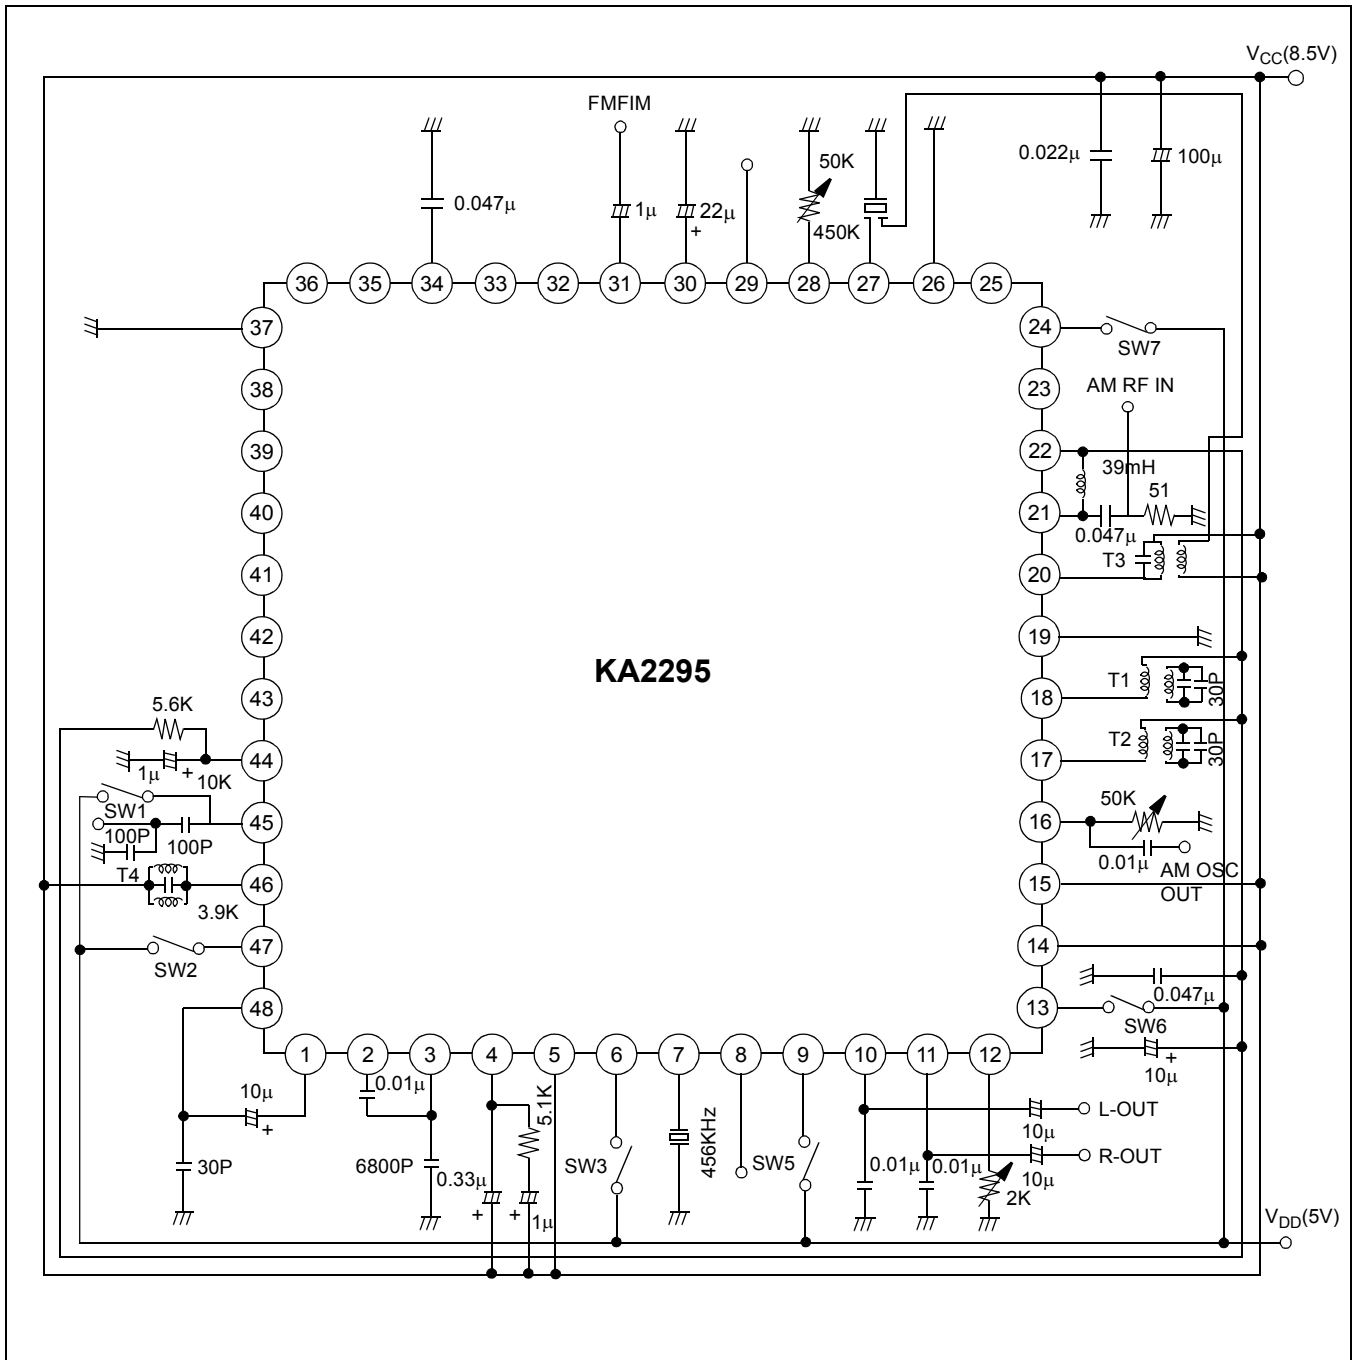 V_CC(8.5V)
FMFIM
0.047µ
1µ
22µ
+
50K
450K
0.022µ
100µ
36 35 34 33 32 31 30 29 28 27 26 25
37
38
39
40
41
42
43
44
45
46
47
48
24
23
22
21
20
19
18
17
16
15
14
13
SW7
AM RF IN
39mH
51
0.047µ
T3
T1
30P
T2
30P
50K
0.01µ
AM OSC
OUT
0.047µ
SW6
+
10µ
KA2295
5.6K
1µ
+
10K
SW1
100P
100P
T4
3.9K
SW2
1 2 3 4 5 6 7 8 9 10 11 12
10µ
+
30P
0.01µ
6800P
0.33µ
+
5.1K
+
1µ
SW3
456KHz
SW5
0.01µ
0.01µ
2K
L-OUT
10µ
R-OUT
10µ
V_DD(5V)